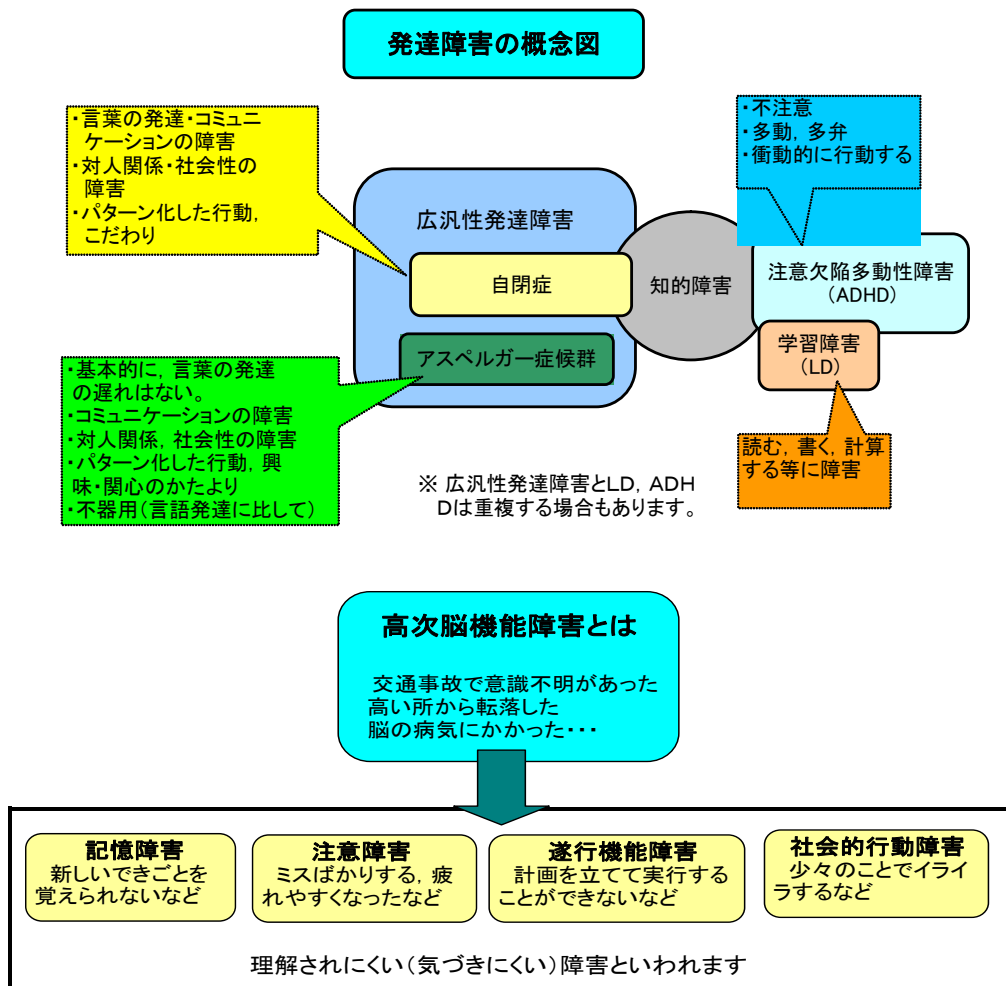 発達障害の概念図
・言葉の発達・コミュニ
ケーションの障害
・対人関係・社会性の
障害
・パターン化した行動，
こだわり
・不注意
・多動，多弁
・衝動的に行動する
広汎性発達障害
自閉症
知的障害
注意欠陥多動性障害
(ADHD)
アスペルガー症候群
学習障害
(LD)
・基本的に，言葉の発達
の遅れはない。
・コミュニケーションの障害
・対人関係，社会性の障害
・パターン化した行動，興
味・関心のかたより
・不器用（言語発達に比して）
読む，書く，計算
する等に障害
※ 広汎性発達障害とLD，ADH
Dは重複する場合もあります。
高次脳機能障害とは
交通事故で意識不明があった
高い所から転落した
脳の病気にかかった・・・
記憶障害
新しいできごとを
覚えられないなど
注意障害
ミスばかりする，疲
れやすくなったなど
遂行機能障害
計画を立てて実行する
ことができないなど
社会的行動障害
少々のことでイライ
ラするなど
理解されにくい（気づきにくい）障害といわれます